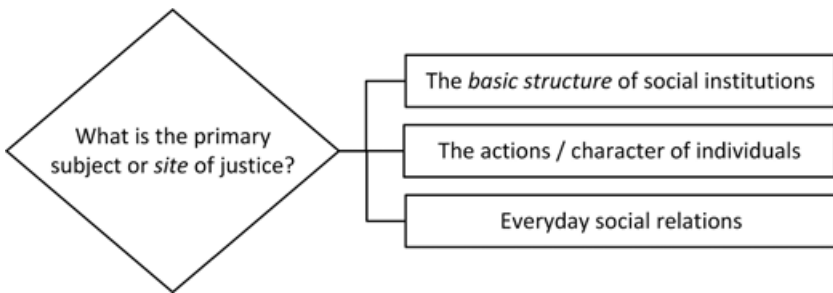 What is the primary
subject or site of justice?
The basic structure of social institutions
The actions / character of individuals
Everyday social relations